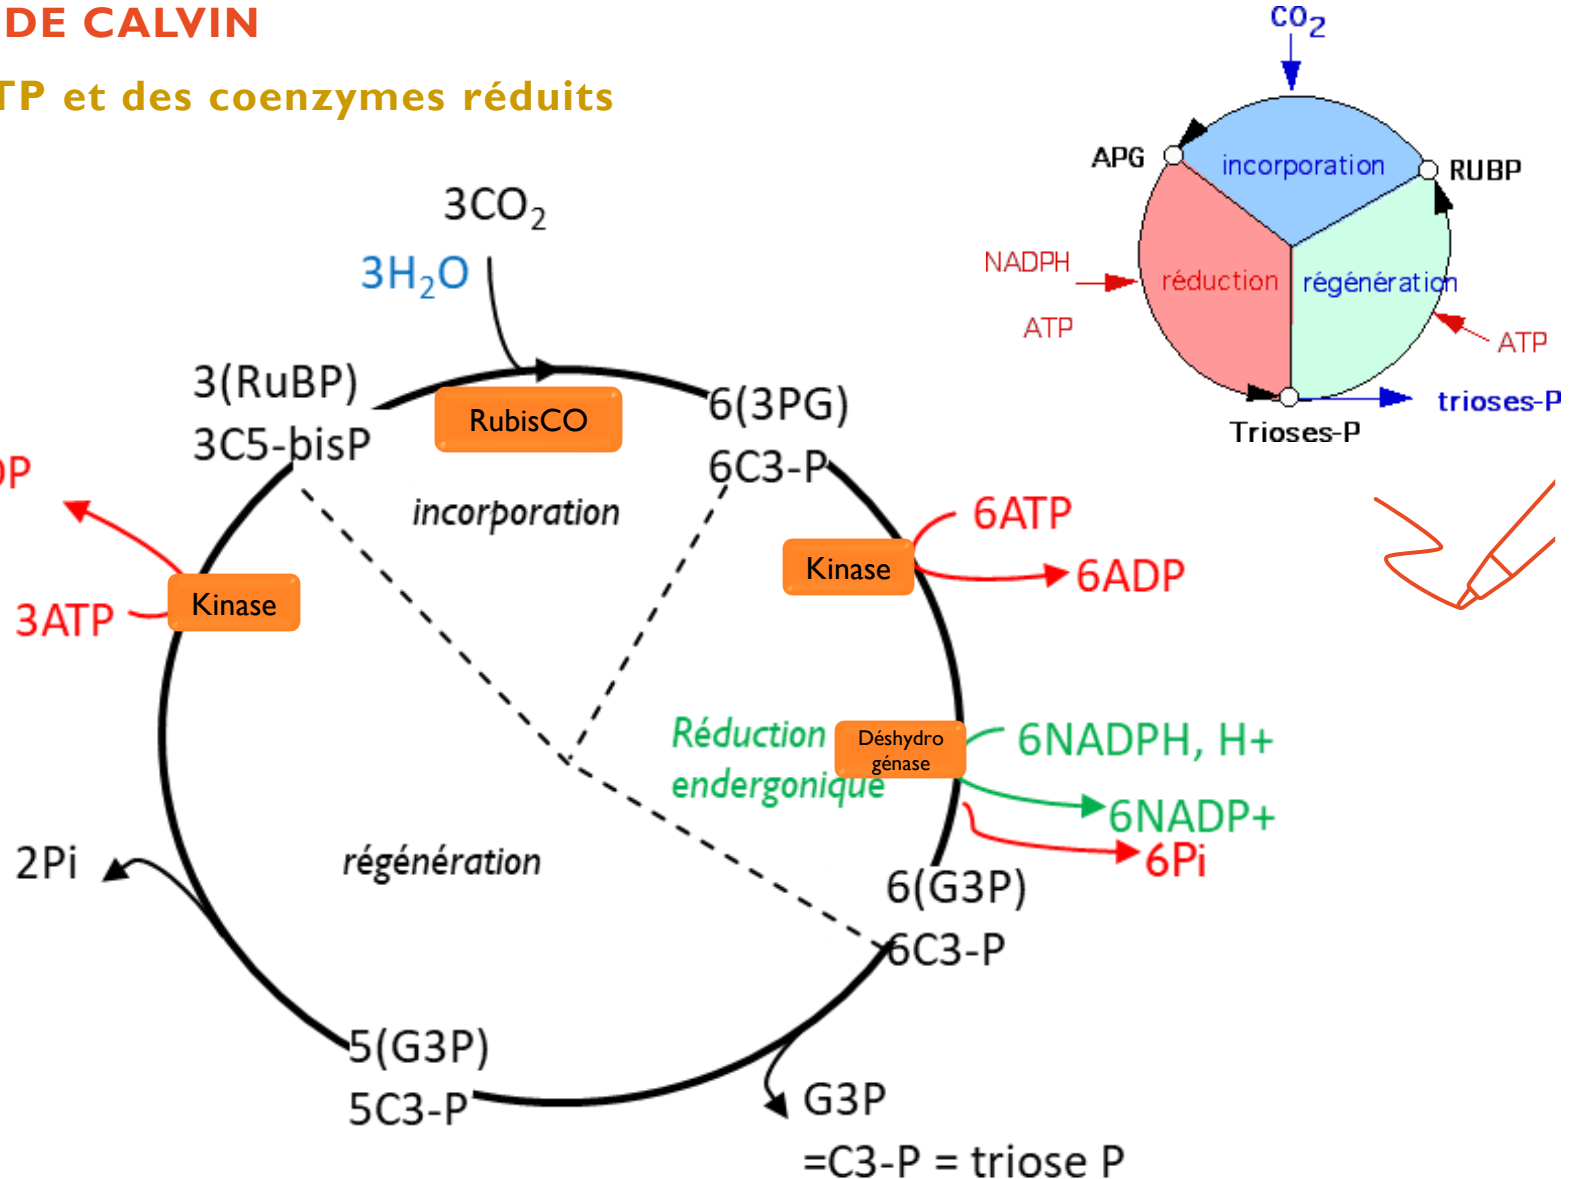 DE CALVIN
TP et des coenzymes réduits
CO2
APG
incorporation
RUBP
NADPH
réduction
régénération
ATP
ATP
trioses-P
Trioses-P
3CO2
3H2O
3(RuBP)
3C5-bisP
RubisCO
6(3PG)
6C3-P
incorporation
DP
6ATP
Kinase
6ADP
Kinase
3ATP
Réduction
endergonique
Déshydro
génase
6NADPH, H+
6NADP+
6Pi
2Pi
régénération
6(G3P)
6C3-P
5(G3P)
5C3-P
G3P
=C3-P = triose P